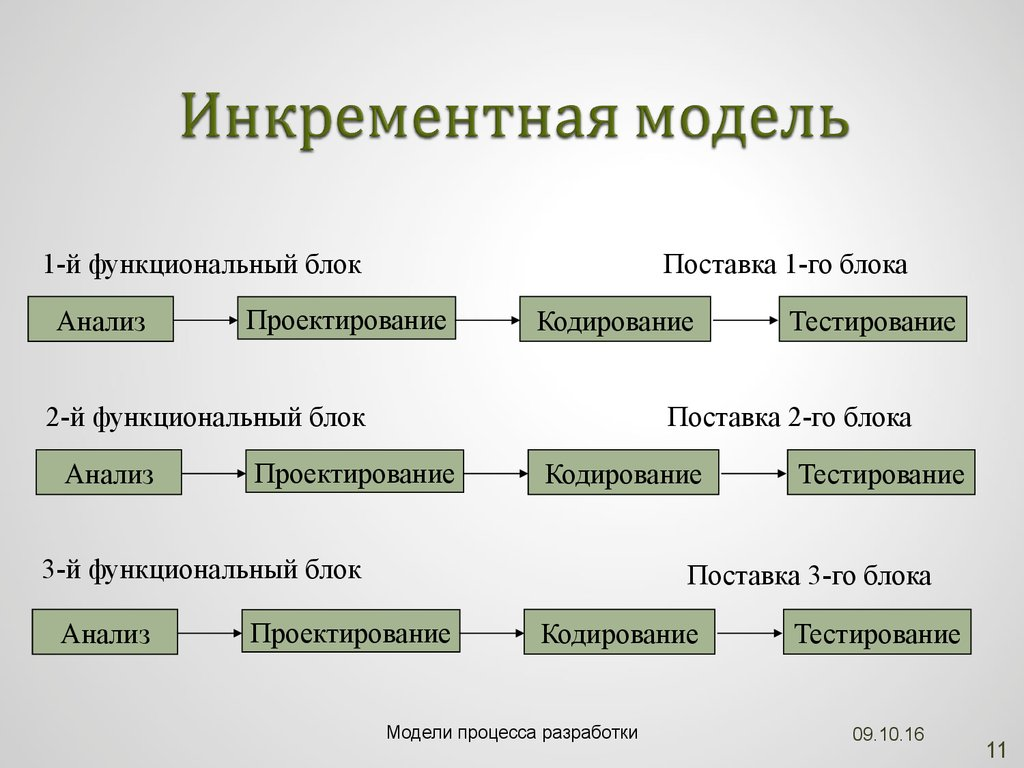 Инкрементная модель
1-й функциональный блок
Поставка 1-го блока
Анализ
Проектирование
Кодирование
Тестирование
2-й функциональный блок
Поставка 2-го блока
Анализ
Проектирование
Кодирование
Тестирование
3-й функциональный блок
Поставка 3-го блока
Анализ
Проектирование
Кодирование
Тестирование
Модели процесса разработки
09.10.16
11